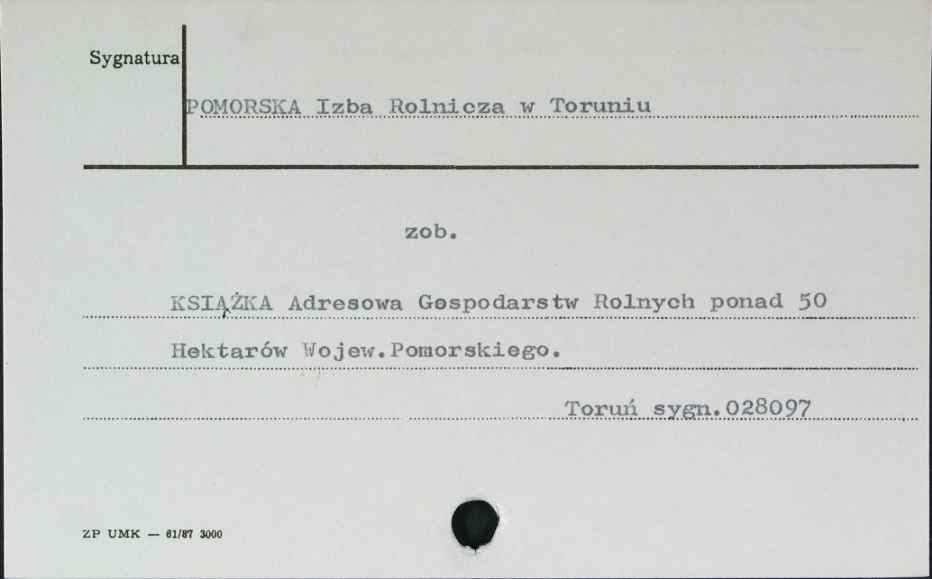 Sygnatura
POMORSKA Izba Rolnicza w Toruniu
zob.
KSIĄŻKA Adresowa Gospodarstw Rolnych ponad 50
Hektarów Wojew.Pomorskiego.
Toruń sygn.028097
ZP UMK — 61/87 3000